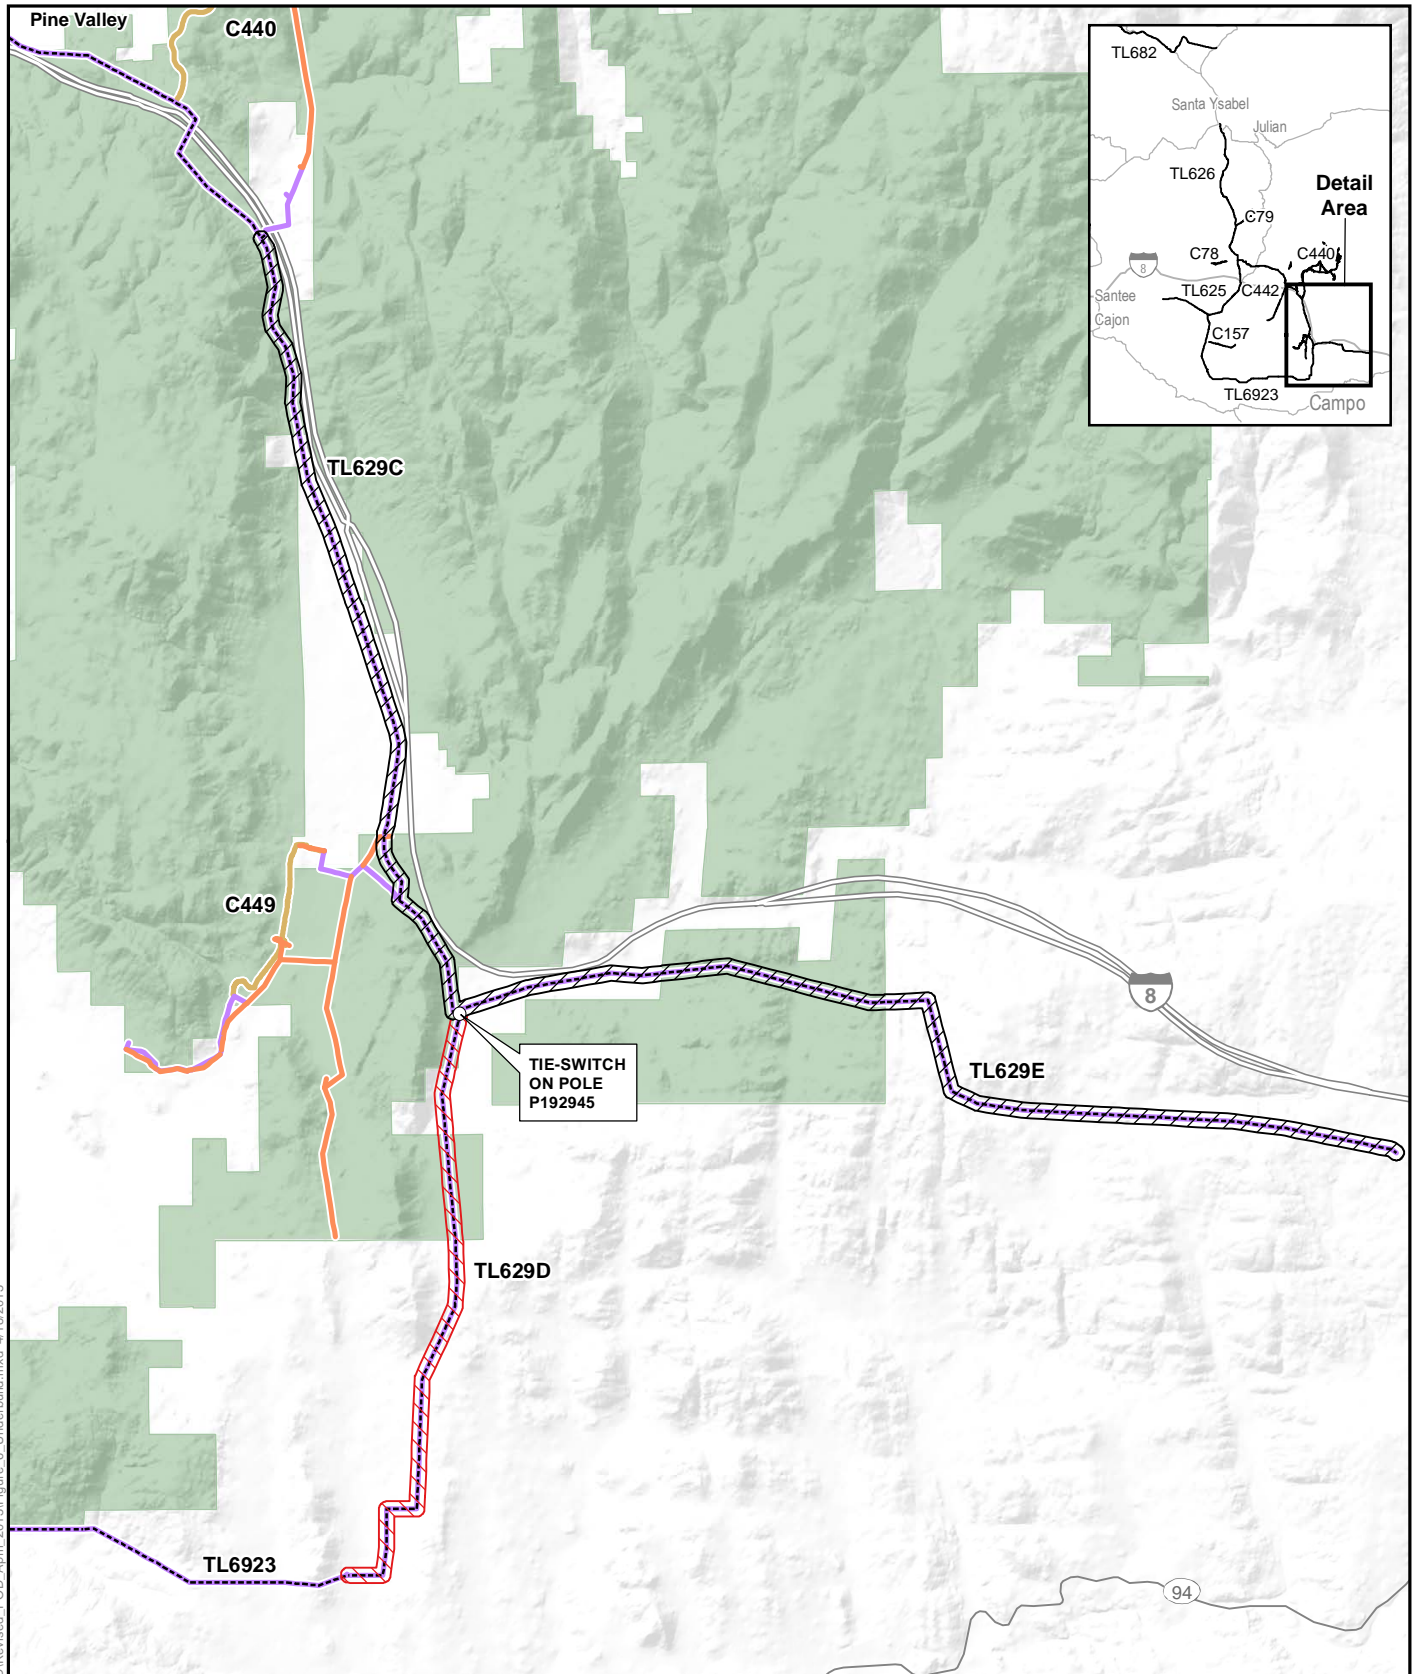 Pine Valley
C440
TL682
Santa Ysabel
Julian
TL626
Detail
Area
C79
C78
C440
8
TL625
C442
Santee
Cajon
C157
TL6923
Campo
TL629C
C449
8
TIE-SWITCH
ON POLE
P192945
TL629E
TL629D
TL6923
94